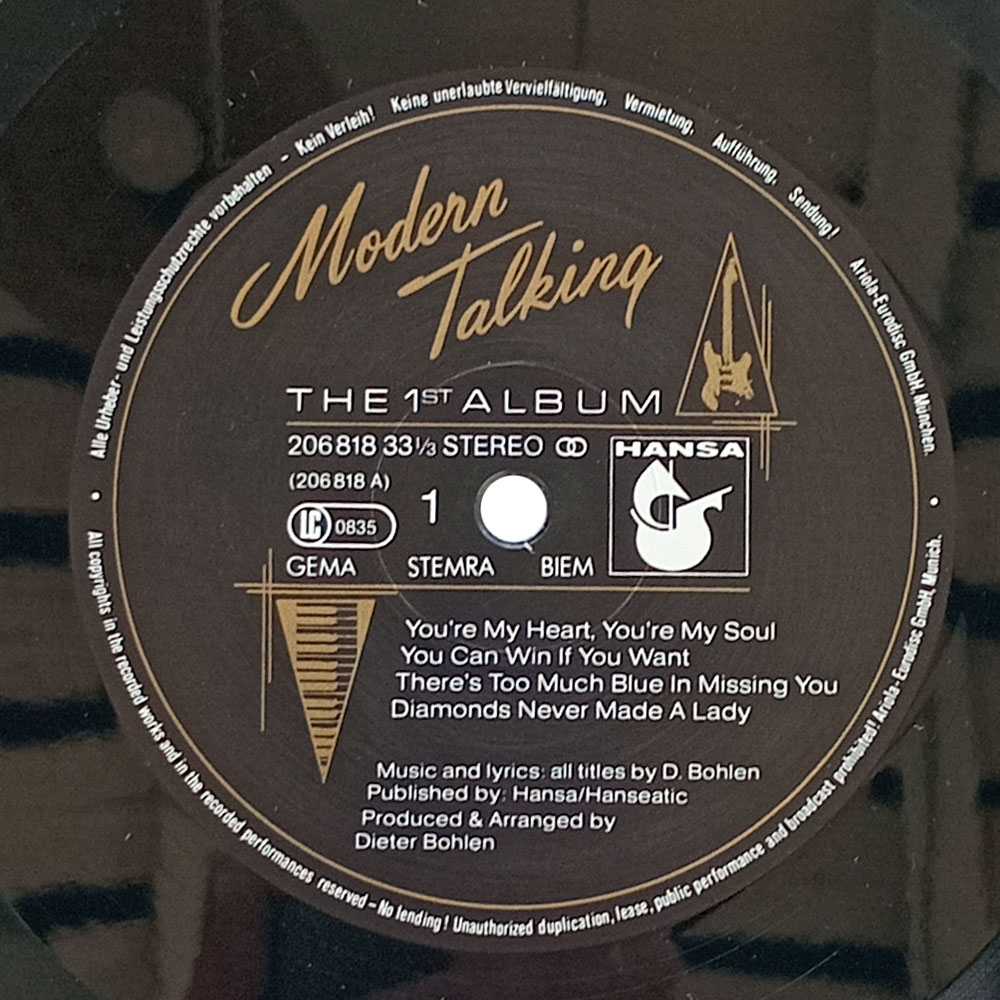 Alle Urheber- und Leistungsschutzrechte vorbehalten - Kein Verleih! Keine unerlaubte Vervielfältigung, Vermietung, Aufführung, Sendung!
Ariola-Eurodisc GmbH, München.
Modern
Talking
THE 1ST ALBUM
206 818 33 1/3 STEREO
HANSA
(206 818 A)
1
LC 0835
GEMA STEMRA BIEM
You're My Heart, You're My Soul
You Can Win If You Want
There's Too Much Blue In Missing You
Diamonds Never Made A Lady
Music and lyrics: all titles by D. Bohlen
Published by: Hansa/Hanseatic
Produced & Arranged by
Dieter Bohlen
All copyrights in the recorded works and in the recorded performances reserved - No lending! Unauthorized duplication, lease, public performance and broadcast prohibited! Ariola-Eurodisc GmbH, Munich.